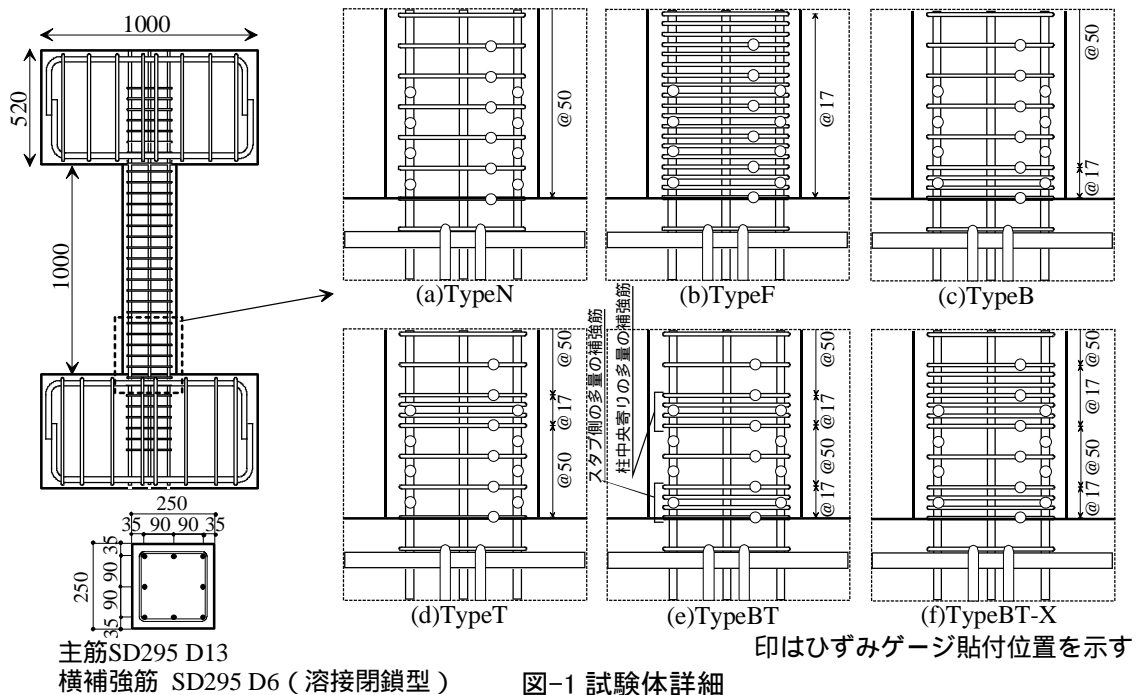 1000
520
1000
250
35 90 90 35
35
90
250
90
35
主筋SD295 D13
横補強筋 SD295 D6 ( 溶接閉鎖型 )
@50
(a)TypeN
@17
(b)TypeF
@50
@17
(c)TypeB
@50
@17
@50
(d)TypeT
スタブ側の多量の補強筋
柱中央寄りの多量の補強筋
@50
@17
@50
@17
(e)TypeBT
@50
@17
@50
@17
(f)TypeBT-X
印はひずみゲージ貼付位置を示す
図-1 試験体詳細